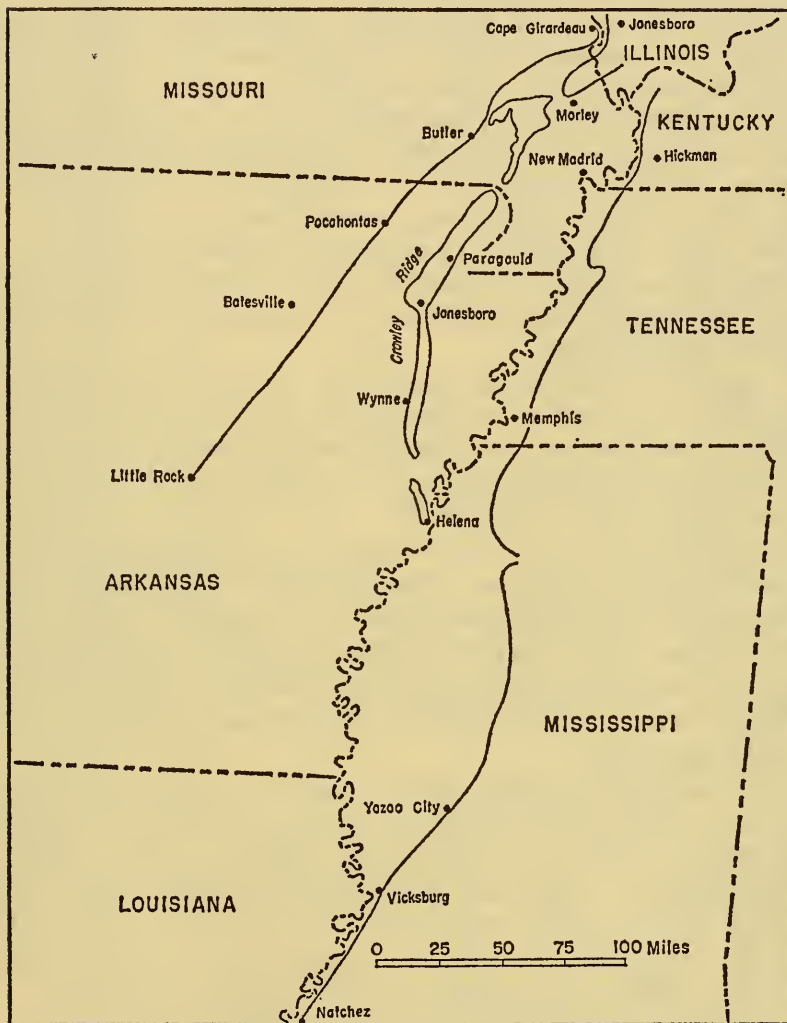 Cape Girardeau
Jonesboro
ILLINOIS
MISSOURI
Morley
KENTUCKY
Butler
New Madrid
Hickman
Pocahontas
Ridge
Paragould
Batesville
Jonesboro
TENNESSEE
Crowley
Wynne
Memphis
Little Rock
Helena
ARKANSAS
MISSISSIPPI
Yazoo City
LOUISIANA
Vicksburg
0 25 50 75 100 Miles
Natchez